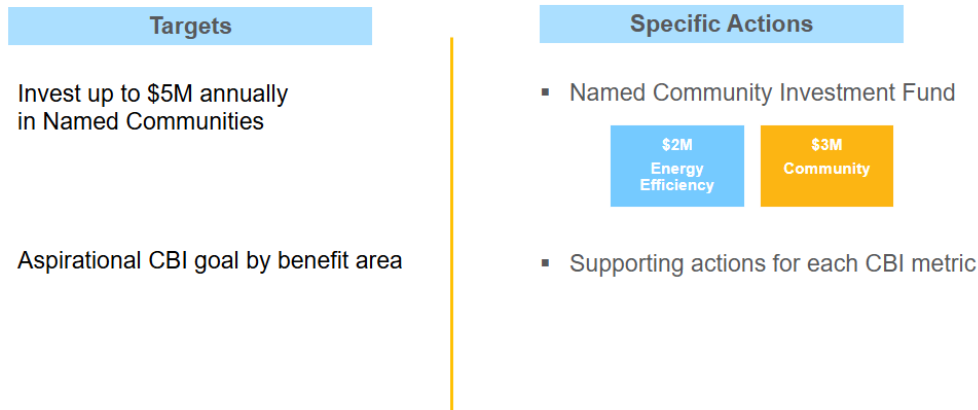 Targets
Invest up to $5M annually
in Named Communities
Aspirational CBI goal by benefit area
Specific Actions
▪ Named Community Investment Fund
$2M
Energy
Efficiency
$3M
Community
▪ Supporting actions for each CBI metric